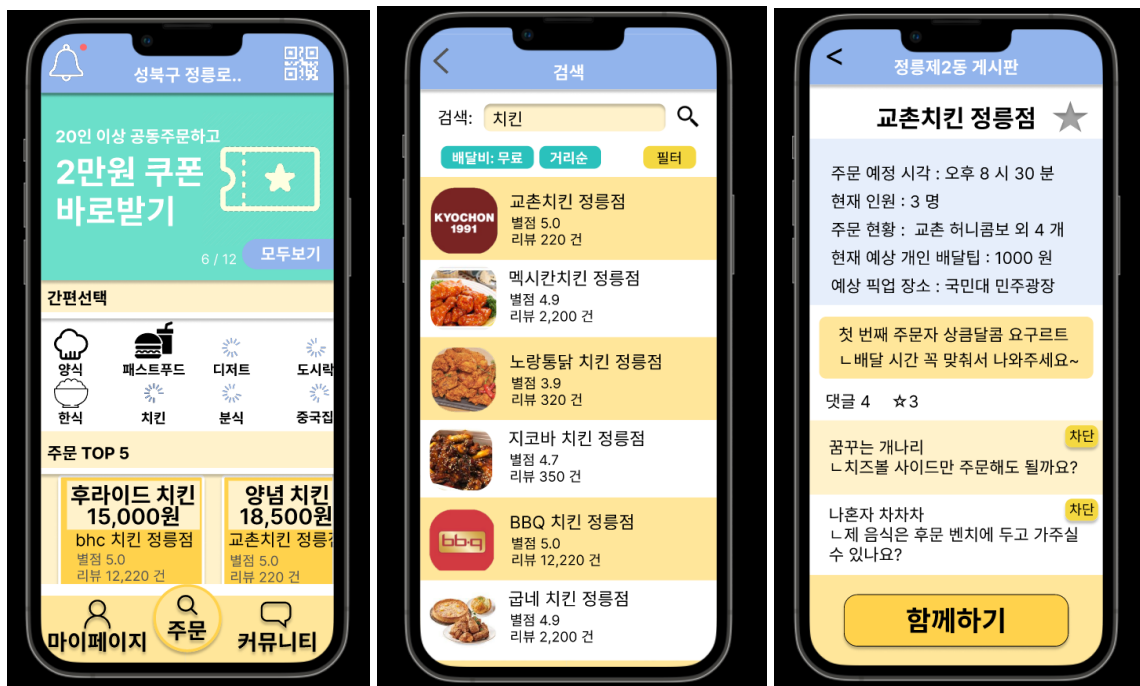 성북구 정릉로..
20인 이상 공동주문하고
2만원 쿠폰
바로받기
6 / 12 모두보기
간편선택
양식 패스트푸드 디저트 도시락
한식 치킨 분식 중국집
주문 TOP 5
후라이드 치킨
15,000원
bhc 치킨 정릉점
별점 5.0
리뷰 12,220 건
양념 치킨
18,500원
교촌치킨 정릉점
별점 5.0
리뷰 220 건
마이페이지 주문 커뮤니티
검색
검색: 치킨
배달비: 무료 거리순 필터
KYOCHON
1991
교촌치킨 정릉점
별점 5.0
리뷰 220 건
멕시칸치킨 정릉점
별점 4.9
리뷰 2,200 건
노랑통닭 치킨 정릉점
별점 3.9
리뷰 320 건
지코바 치킨 정릉점
별점 4.7
리뷰 350 건
bb.q
BBQ 치킨 정릉점
별점 5.0
리뷰 12,220 건
굽네 치킨 정릉점
별점 4.9
리뷰 2,200 건
<
정릉제2동 게시판
교촌치킨 정릉점
주문 예정 시각 : 오후 8 시 30 분
현재 인원 : 3 명
주문 현황 : 교촌 허니콤보 외 4 개
현재 예상 개인 배달팁 : 1000 원
예상 픽업 장소 : 국민대 민주광장
첫 번째 주문자 상큼달콤 요구르트
ㄴ배달 시간 꼭 맞춰서 나와주세요~
댓글 4 ☆3
차단
꿈꾸는 개나리
ㄴ치즈볼 사이드만 주문해도 될까요?
차단
나혼자 차차차
ㄴ제 음식은 후문 벤치에 두고 가주실
수 있나요?
함께하기